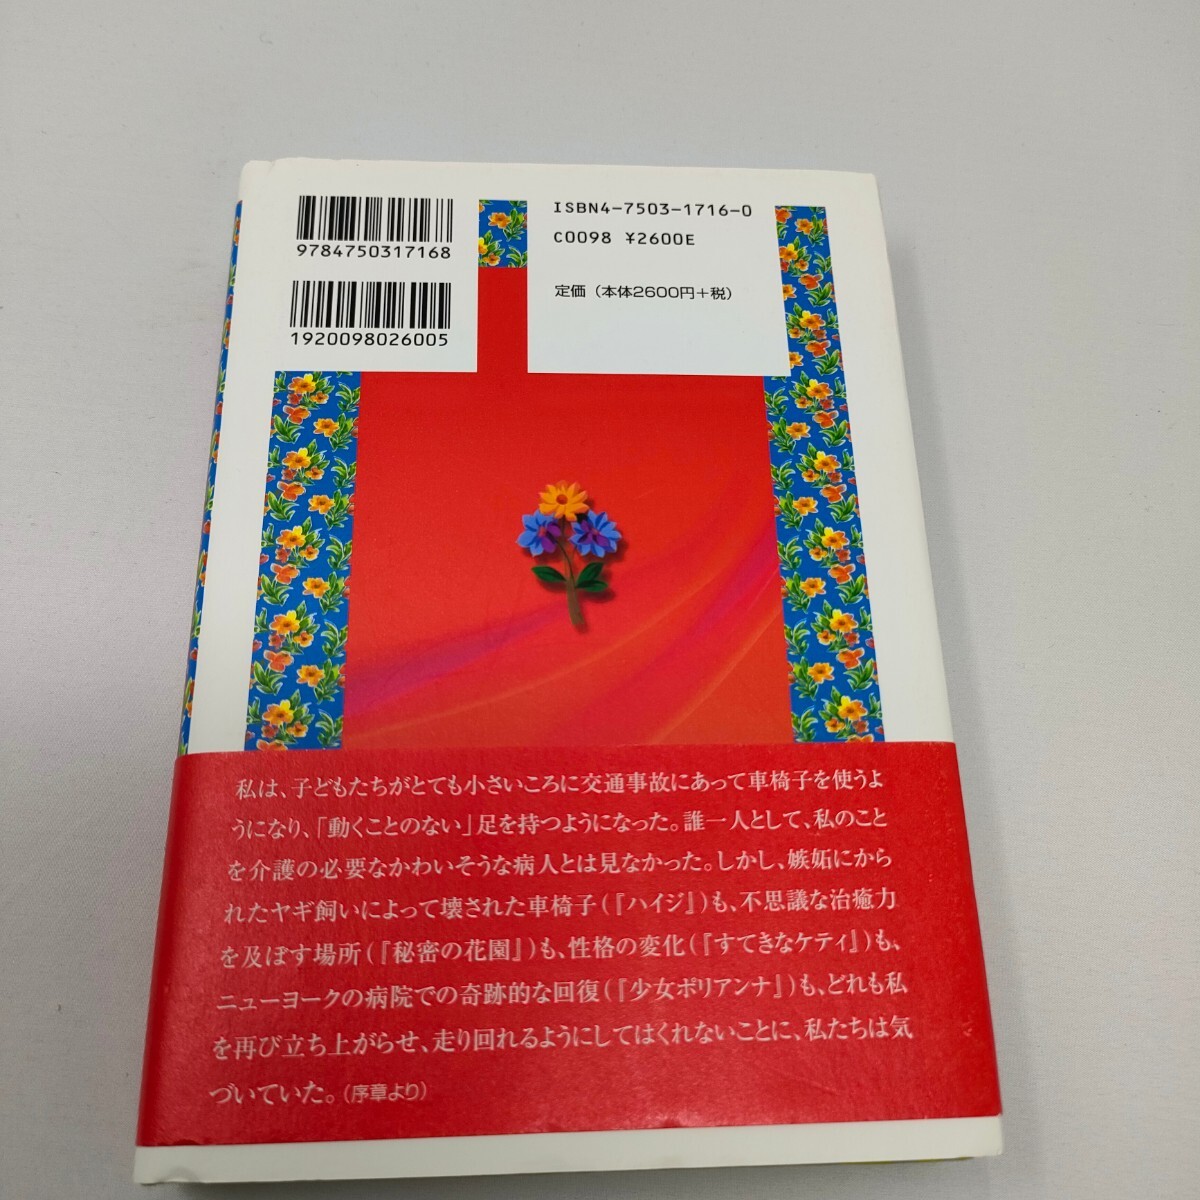 9784750317168
1920098026005
ISBN4-7503-1716-0
C0098 ¥2600E
定価（本体2600円＋税）
私は、子どもたちがとても小さいころに交通事故にあって車椅子を使うよ
うになり、「動くことのない」足を持つようになった。誰一人として、私のこと
を介護の必要なかわいそうな病人とは見なかった。しかし、嫉妬にから
れたヤギ飼いによって壊された車椅子（『ハイジ』）も、不思議な治癒力
を及ぼす場所（『秘密の花園』）も、性格の変化（『すてきなケティ』）も、
ニューヨークの病院での奇跡的な回復（『少女ポリアンナ』）も、どれも私
を再び立ち上がらせ、走り回れるようにしてはくれないことに、私たちは気
づいていた。（序章より）